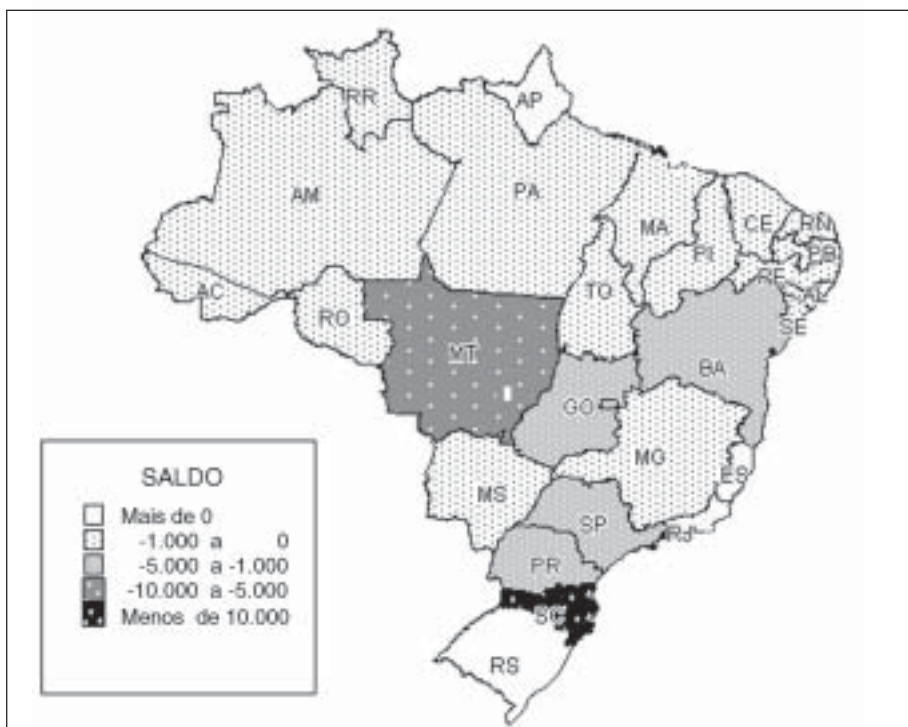 RR
AP
AM
PA
MA
CE
RN
PB
PI
PE
AL
SE
AC
RO
TO
MT
BA
GO
MG
ES
MS
SP
RJ
PR
SC
RS
SALDO
Mais de 0
-1.000 a 0
-5.000 a -1.000
-10.000 a -5.000
Menos de 10.000